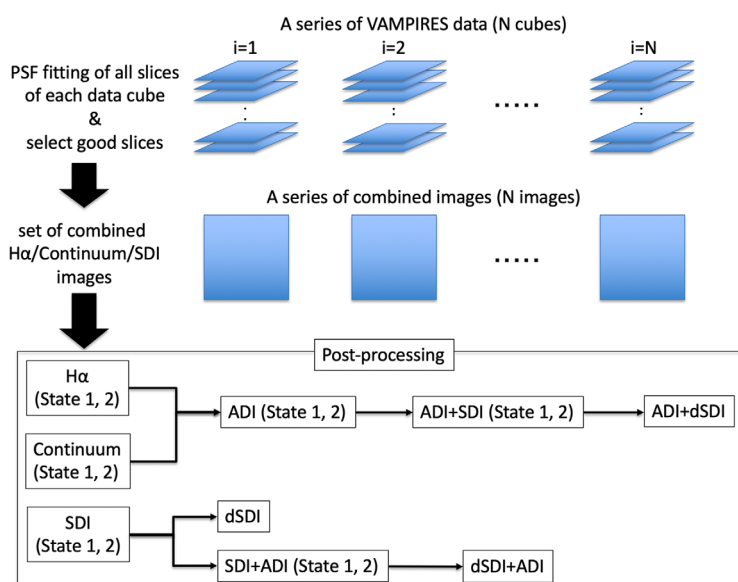 A series of VAMPIRES data (N cubes)
i=1
i=2
i=N
PSF fitting of all slices
of each data cube
&
select good slices
:
:
:
.....
A series of combined images (N images)
set of combined
Hα/Continuum/SDI
images
.....
Post-processing
Hα
(State 1, 2)
Continuum
(State 1, 2)
ADI (State 1, 2)
ADI+SDI (State 1, 2)
ADI+dSDI
SDI
(State 1, 2)
dSDI
SDI+ADI (State 1, 2)
dSDI+ADI